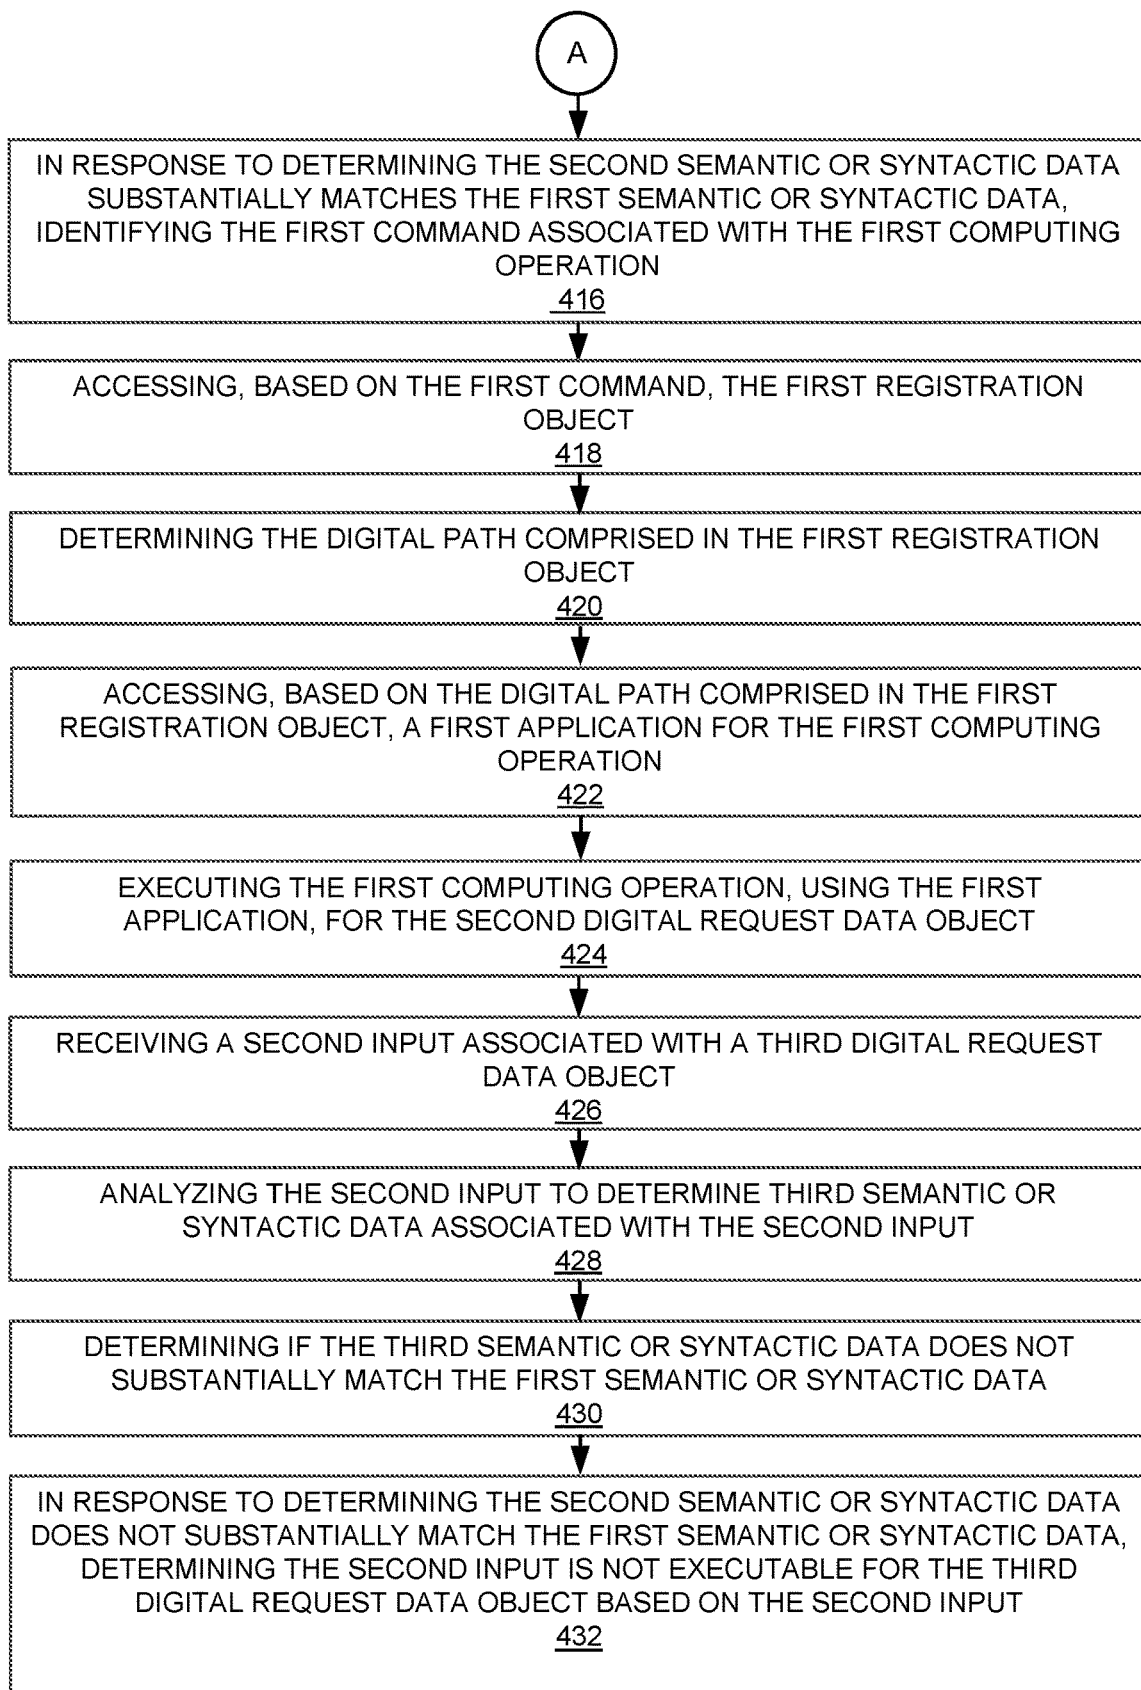 A
IN RESPONSE TO DETERMINING THE SECOND SEMANTIC OR SYNTACTIC DATA
SUBSTANTIALLY MATCHES THE FIRST SEMANTIC OR SYNTACTIC DATA,
IDENTIFYING THE FIRST COMMAND ASSOCIATED WITH THE FIRST COMPUTING
OPERATION
416
ACCESSING, BASED ON THE FIRST COMMAND, THE FIRST REGISTRATION
OBJECT
418
DETERMINING THE DIGITAL PATH COMPRISED IN THE FIRST REGISTRATION
OBJECT
420
ACCESSING, BASED ON THE DIGITAL PATH COMPRISED IN THE FIRST
REGISTRATION OBJECT, A FIRST APPLICATION FOR THE FIRST COMPUTING
OPERATION
422
EXECUTING THE FIRST COMPUTING OPERATION, USING THE FIRST
APPLICATION, FOR THE SECOND DIGITAL REQUEST DATA OBJECT
424
RECEIVING A SECOND INPUT ASSOCIATED WITH A THIRD DIGITAL REQUEST
DATA OBJECT
426
ANALYZING THE SECOND INPUT TO DETERMINE THIRD SEMANTIC OR
SYNTACTIC DATA ASSOCIATED WITH THE SECOND INPUT
428
DETERMINING IF THE THIRD SEMANTIC OR SYNTACTIC DATA DOES NOT
SUBSTANTIALLY MATCH THE FIRST SEMANTIC OR SYNTACTIC DATA
430
IN RESPONSE TO DETERMINING THE SECOND SEMANTIC OR SYNTACTIC DATA
DOES NOT SUBSTANTIALLY MATCH THE FIRST SEMANTIC OR SYNTACTIC DATA,
DETERMINING THE SECOND INPUT IS NOT EXECUTABLE FOR THE THIRD
DIGITAL REQUEST DATA OBJECT BASED ON THE SECOND INPUT
432